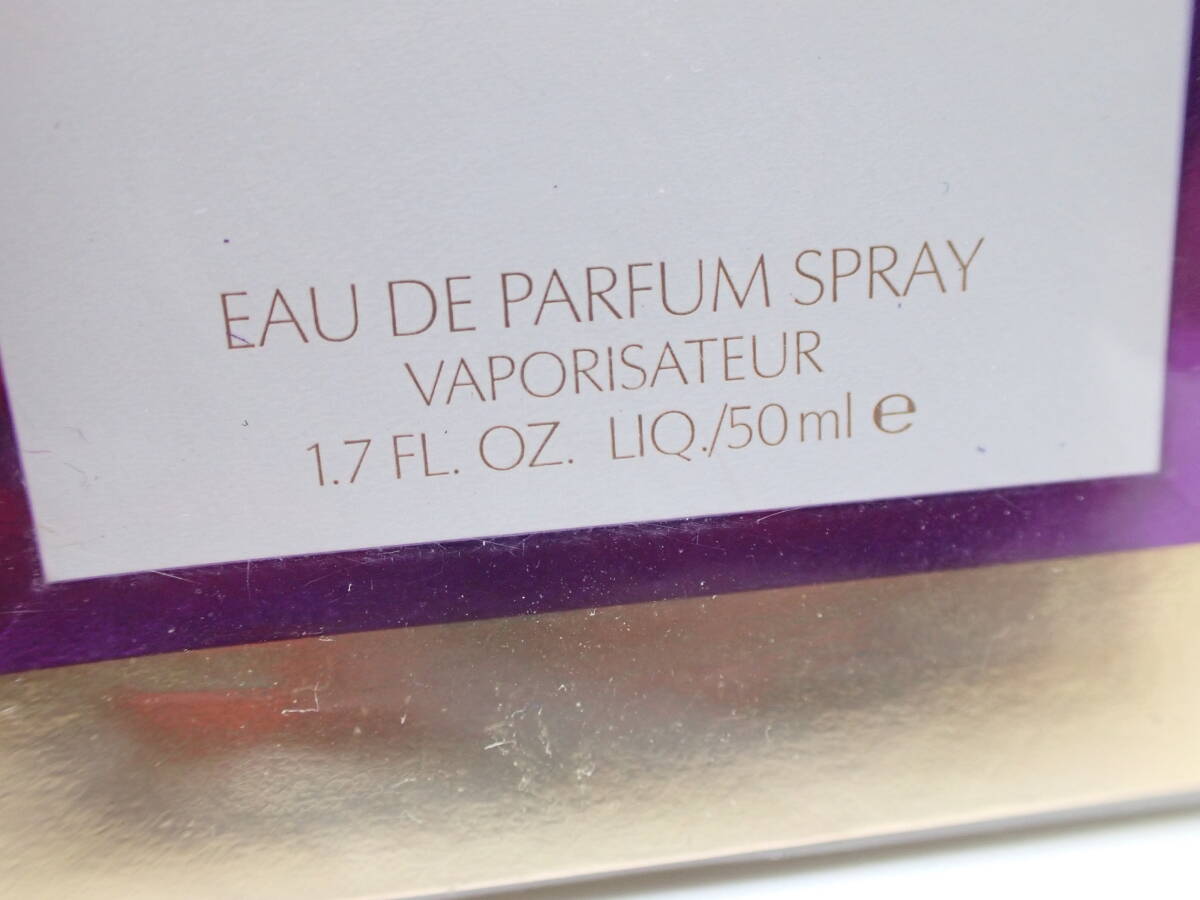 EAU DE PARFUM SPRAY
VAPORISATEUR
1.7 FL. OZ. LIQ./50ml e